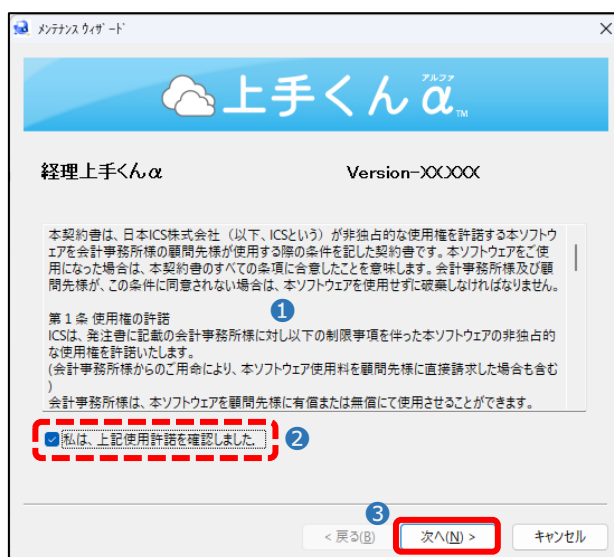 メンテナンス ウィザード
アルファ
上手くんα™
経理上手くんα Version-XX.XXX
本契約書は、日本ICS株式会社(以下、ICSという)が非独占的な使用権を許諾する本ソフトウ
ェアを会計事務所様の顧問先様が使用する際の条件を記した契約書です。本ソフトウェアをご使
用になった場合は、本契約書のすべての条項に合意したことを意味します。会計事務所様及び顧
問先様が、この条件に同意されない場合は、本ソフトウェアを使用せずに破棄しなければなりません。
1
第1条 使用権の許諾
ICSは、発注書に記載の会計事務所様に対し以下の制限事項を伴った本ソフトウェアの非独占的
な使用権を許諾いたします。
(会計事務所様からのご用命により、本ソフトウェア使用料を顧問先様に直接請求した場合も含む
)
会計事務所様は、本ソフトウェアを顧問先様に有償または無償にて使用させることができます。
私は、上記使用許諾を確認しました. 2
3
< 戻る(B) 次へ(N) > キャンセル